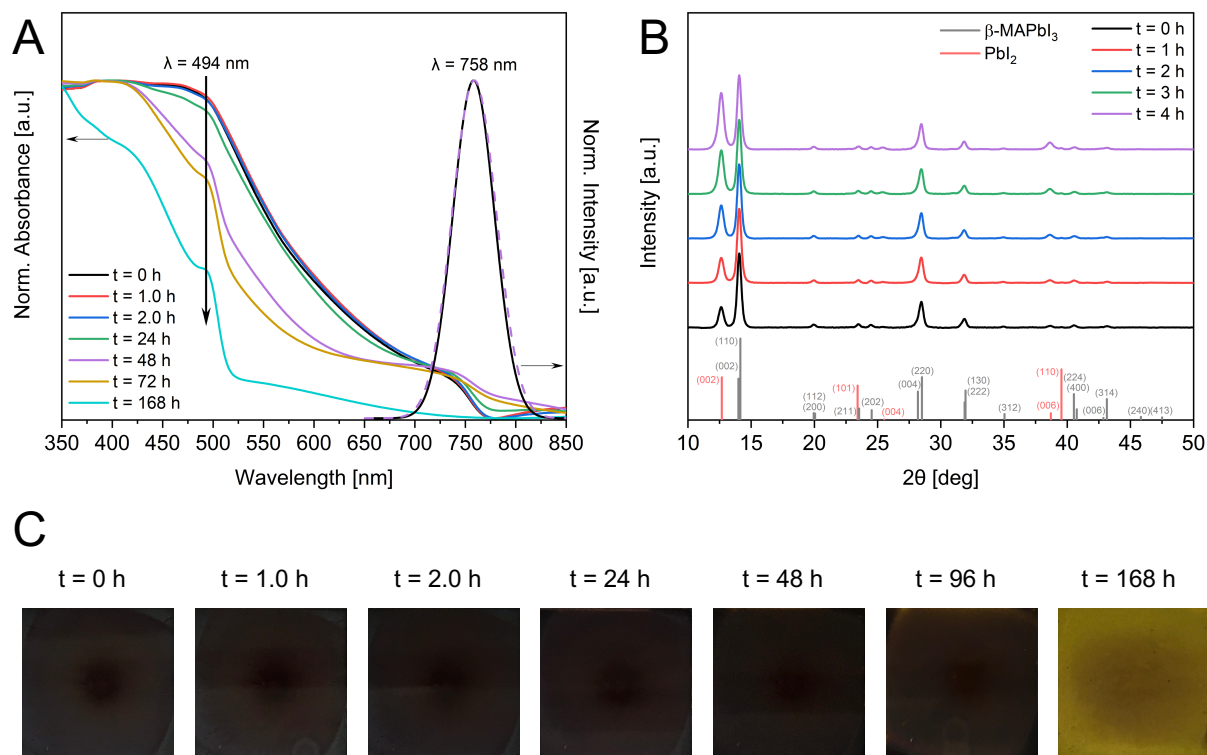 A
λ = 494 nm
λ = 758 nm
Norm. Absorbance [a.u.]
Norm. Intensity [a.u.]
t = 0 h
t = 1.0 h
t = 2.0 h
t = 24 h
t = 48 h
t = 72 h
t = 168 h
350 400 450 500 550 600 650 700 750 800 850
Wavelength [nm]
B
β-MAPbI3
PbI2
t = 0 h
t = 1 h
t = 2 h
t = 3 h
t = 4 h
Intensity [a.u.]
(002)
(110)
(002)
(112)
(200)
(101)
(211)
(202)
(004)
(004)
(220)
(130)
(222)
(312)
(110)
(006)
(224)
(400)
(006)
(314)
(240)
(413)
10 15 20 25 30 35 40 45 50
2θ [deg]
C
t = 0 h
t = 1.0 h
t = 2.0 h
t = 24 h
t = 48 h
t = 96 h
t = 168 h